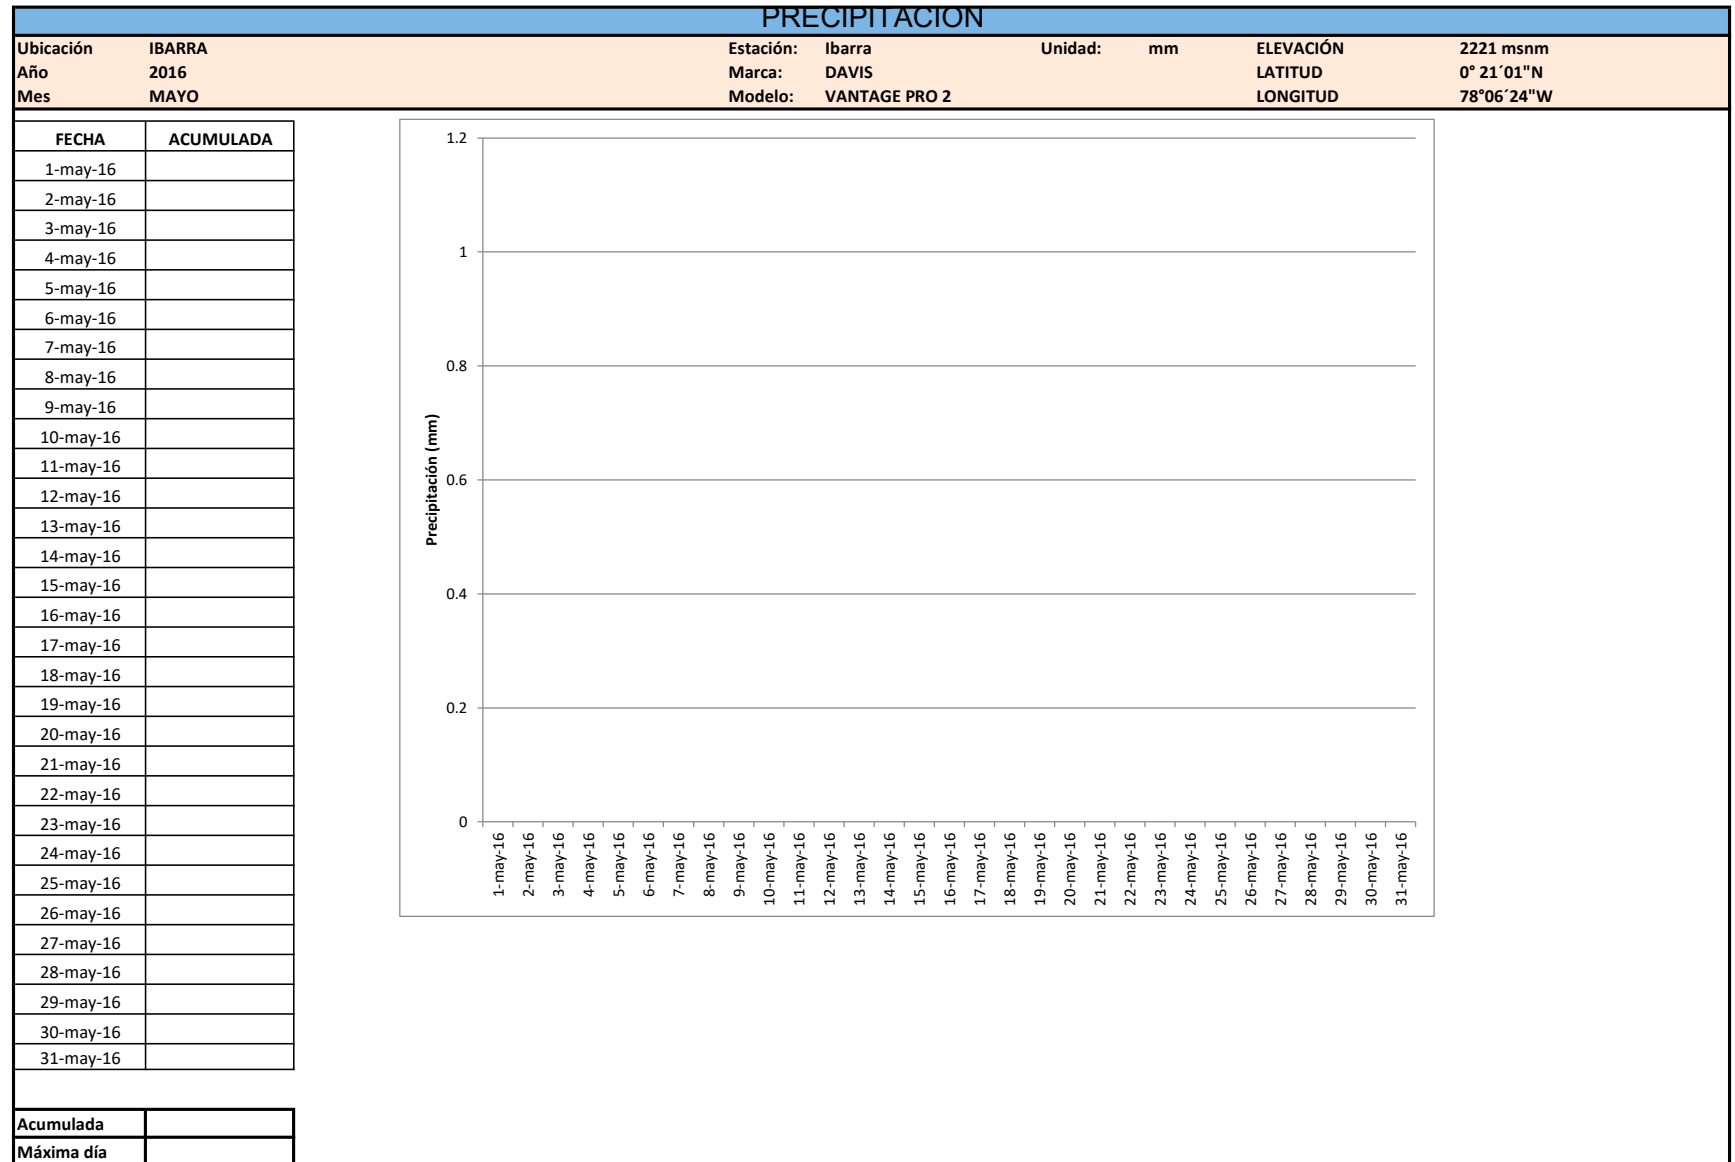 PRECIPITACIÓN
Ubicación IBARRA Estación: Ibarra Unidad: mm ELEVACIÓN 2221 msnm
Año 2016 Marca: DAVIS LATITUD 0° 21´01"N
Mes MAYO Modelo: VANTAGE PRO 2 LONGITUD 78°06´24"W
FECHA ACUMULADA
1-may-16
2-may-16
3-may-16
4-may-16
5-may-16
6-may-16
7-may-16
8-may-16
9-may-16
10-may-16
11-may-16
12-may-16
13-may-16
14-may-16
15-may-16
16-may-16
17-may-16
18-may-16
19-may-16
20-may-16
21-may-16
22-may-16
23-may-16
24-may-16
25-may-16
26-may-16
27-may-16
28-may-16
29-may-16
30-may-16
31-may-16
Acumulada
Máxima día
Precipitación (mm)
1.2
1
0.8
0.6
0.4
0.2
0
1-may-16
2-may-16
3-may-16
4-may-16
5-may-16
6-may-16
7-may-16
8-may-16
9-may-16
10-may-16
11-may-16
12-may-16
13-may-16
14-may-16
15-may-16
16-may-16
17-may-16
18-may-16
19-may-16
20-may-16
21-may-16
22-may-16
23-may-16
24-may-16
25-may-16
26-may-16
27-may-16
28-may-16
29-may-16
30-may-16
31-may-16